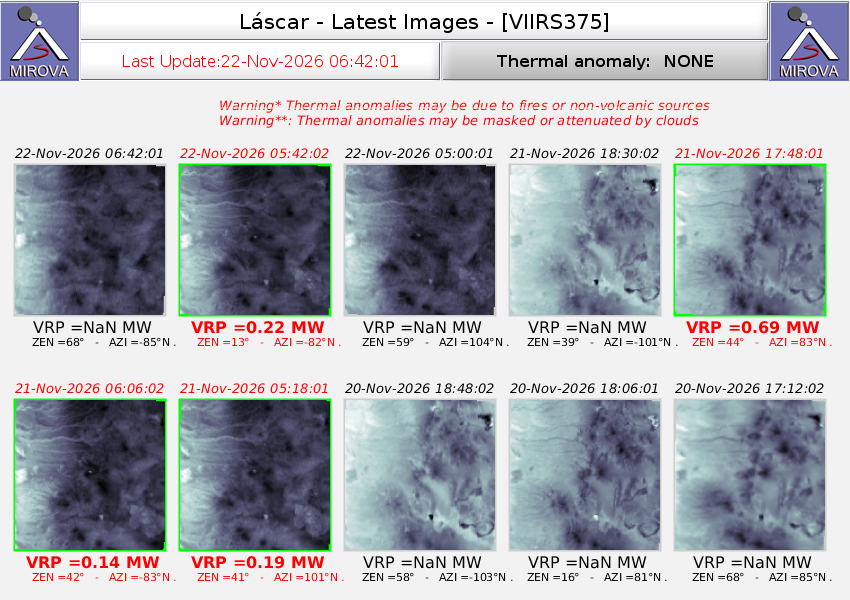 Láscar - Latest Images - [VIIRS375]
MIROVA
MIROVA
Last Update:22-Nov-2026 06:42:01
Thermal anomaly: NONE
Warning* Thermal anomalies may be due to fires or non-volcanic sources
Warning**: Thermal anomalies may be masked or attenuated by clouds
22-Nov-2026 06:42:01 22-Nov-2026 05:42:02 22-Nov-2026 05:00:01 21-Nov-2026 18:30:02 21-Nov-2026 17:48:01
VRP =NaN MW VRP =0.22 MW VRP =NaN MW VRP =NaN MW VRP =0.69 MW
ZEN =68° - AZI =-85°N . ZEN =13° - AZI =-82°N . ZEN =59° - AZI =104°N . ZEN =39° - AZI =-101°N . ZEN =44° - AZI =83°N .
21-Nov-2026 06:06:02 21-Nov-2026 05:18:01 20-Nov-2026 18:48:02 20-Nov-2026 18:06:01 20-Nov-2026 17:12:02
VRP =0.14 MW VRP =0.19 MW VRP =NaN MW VRP =NaN MW VRP =NaN MW
ZEN =42° - AZI =-83°N . ZEN =41° - AZI =101°N . ZEN =58° - AZI =-103°N . ZEN =16° - AZI =81°N . ZEN =68° - AZI =85°N .